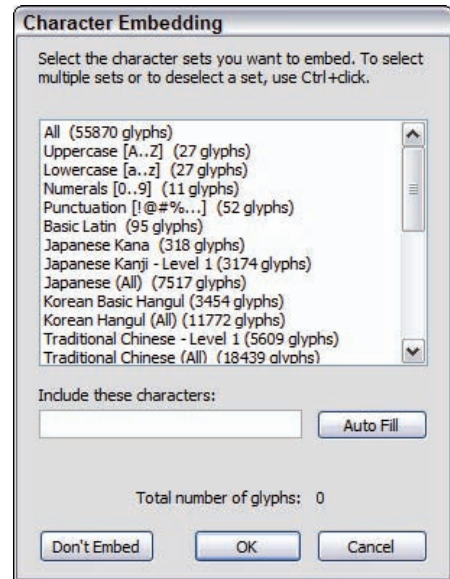 Character Embedding
Select the character sets you want to embed. To select
multiple sets or to deselect a set, use Ctrl+click.
All (55870 glyphs)
Uppercase [A..Z] (27 glyphs)
Lowercase [a..z] (27 glyphs)
Numerals [0..9] (11 glyphs)
Punctuation [!@#%...] (52 glyphs)
Basic Latin (95 glyphs)
Japanese Kana (318 glyphs)
Japanese Kanji - Level 1 (3174 glyphs)
Japanese (All) (7517 glyphs)
Korean Basic Hangul (3454 glyphs)
Korean Hangul (All) (11772 glyphs)
Traditional Chinese - Level 1 (5609 glyphs)
Traditional Chinese (All) (18439 glyphs)
Include these characters:
Auto Fill
Total number of glyphs: 0
Don't Embed OK Cancel